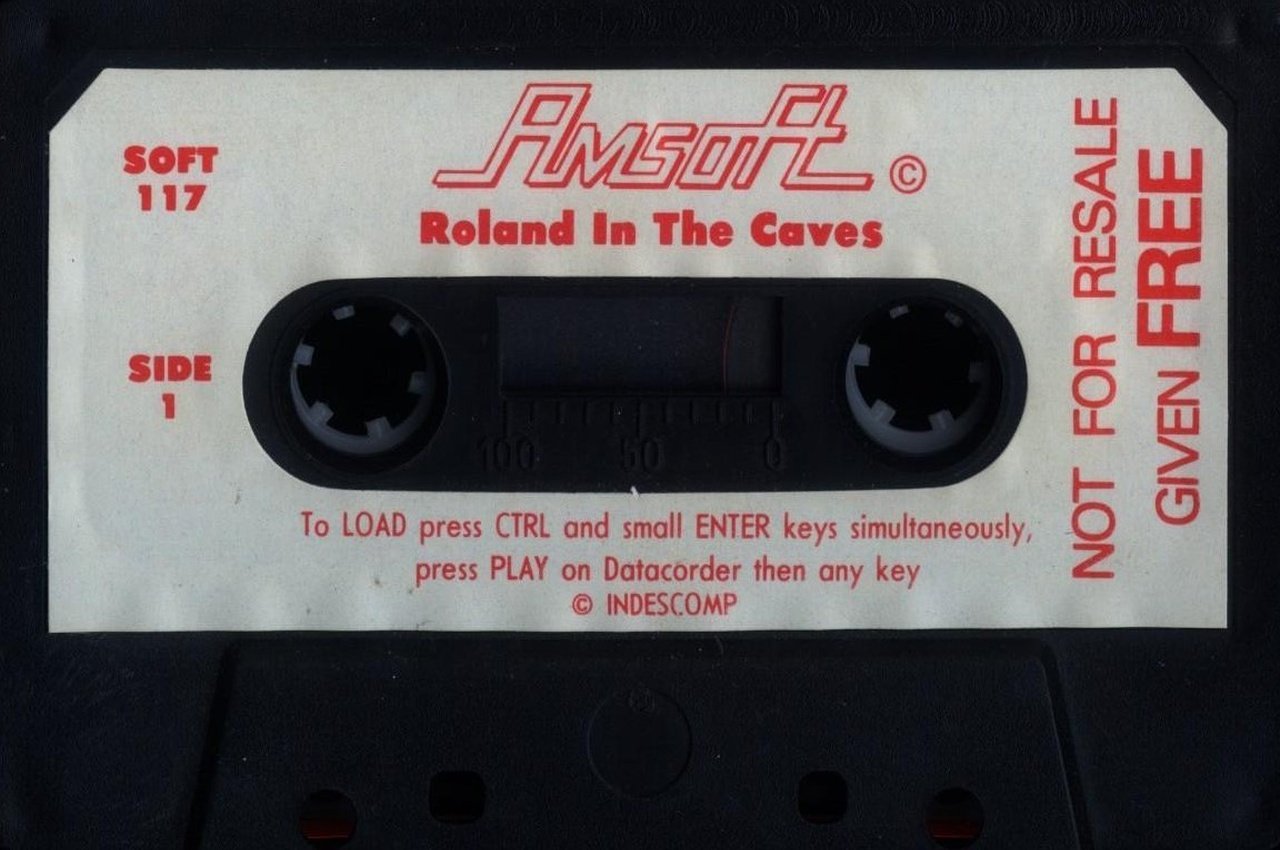 Amsoft ©
Roland In The Caves
SOFT
117
SIDE
1
100 50 0
To LOAD press CTRL and small ENTER keys simultaneously,
press PLAY on Datacorder then any key
© INDESCOMP
NOT FOR RESALE
GIVEN FREE